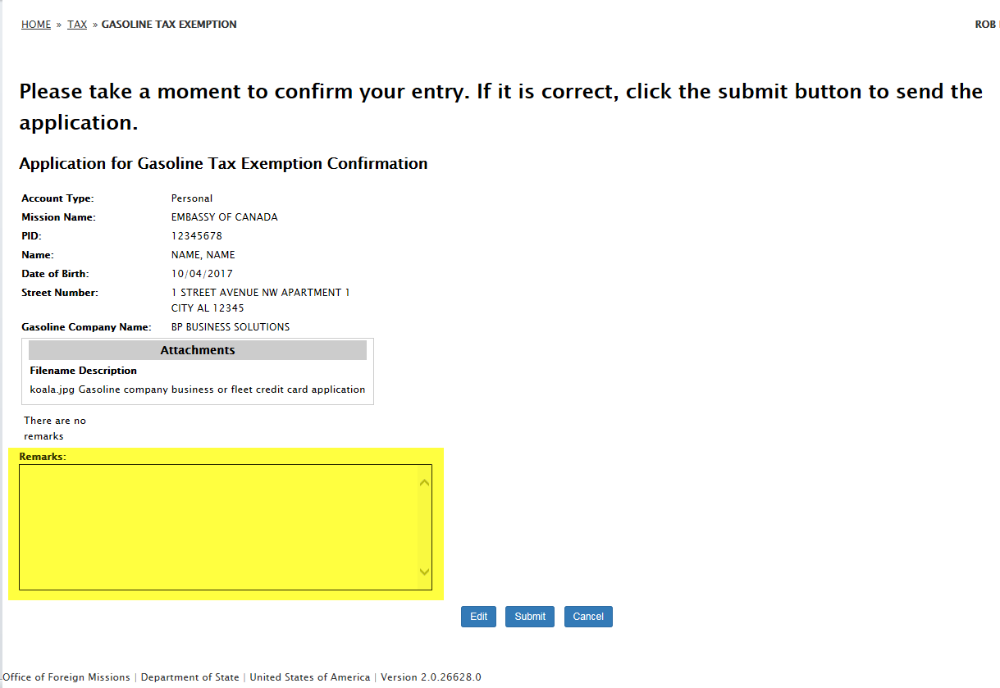 HOME » TAX » GASOLINE TAX EXEMPTION ROB
Please take a moment to confirm your entry. If it is correct, click the submit button to send the
application.
Application for Gasoline Tax Exemption Confirmation
Account Type: Personal
Mission Name: EMBASSY OF CANADA
PID: 12345678
Name: NAME, NAME
Date of Birth: 10/04/2017
Street Number: 1 STREET AVENUE NW APARTMENT 1
CITY AL 12345
Gasoline Company Name: BP BUSINESS SOLUTIONS
Attachments
Filename Description
koala.jpg Gasoline company business or fleet credit card application
There are no
remarks
Remarks:
Edit Submit Cancel
Office of Foreign Missions | Department of State | United States of America | Version 2.0.26628.0